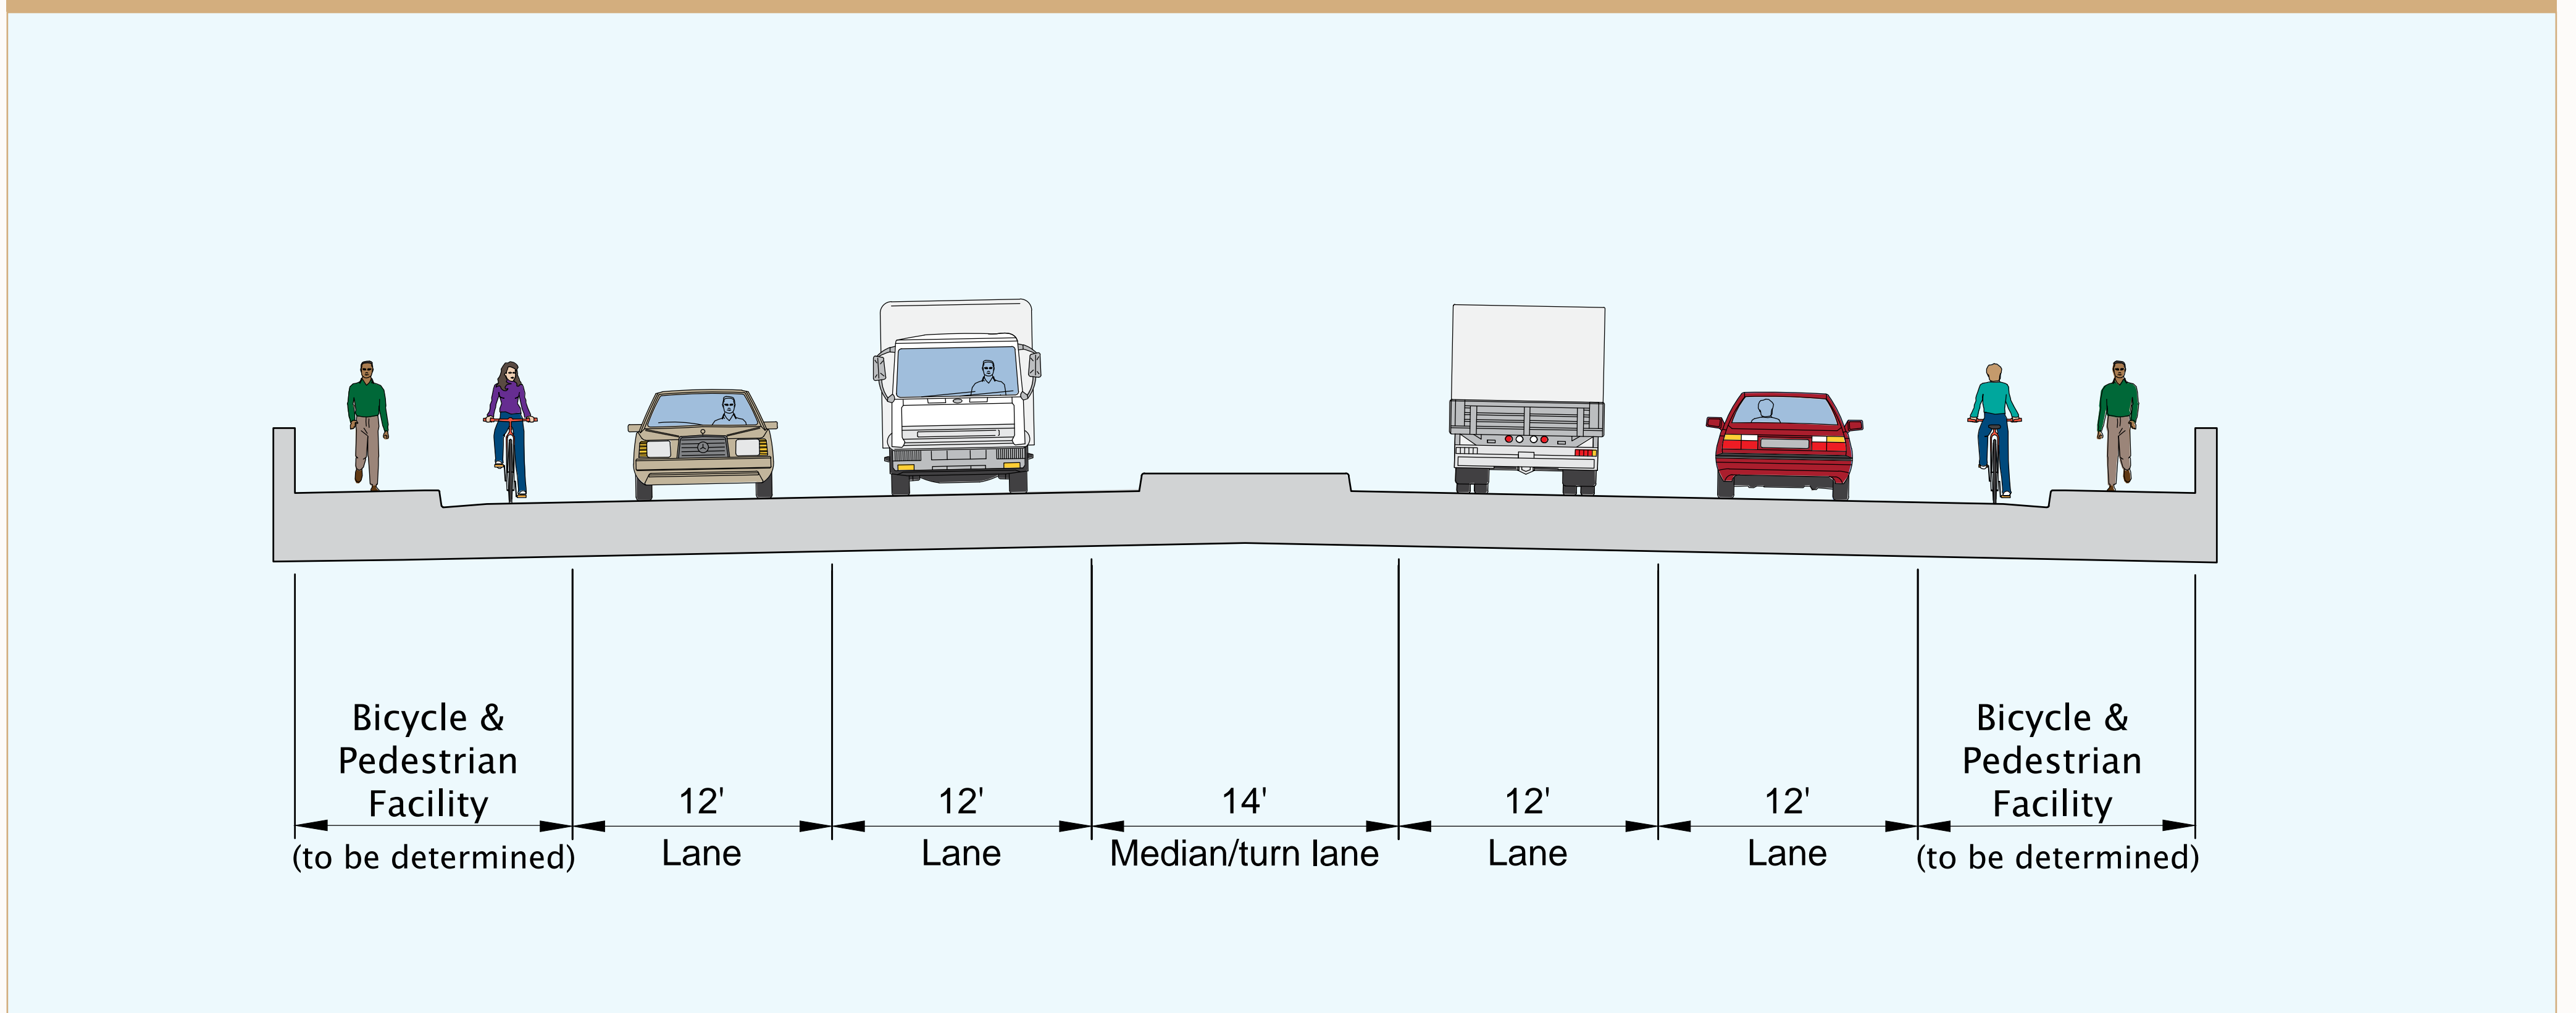 Bicycle &
Pedestrian
Facility
(to be determined)
12'
Lane
12'
Lane
14'
Median/turn lane
12'
Lane
12'
Lane
Bicycle &
Pedestrian
Facility
(to be determined)